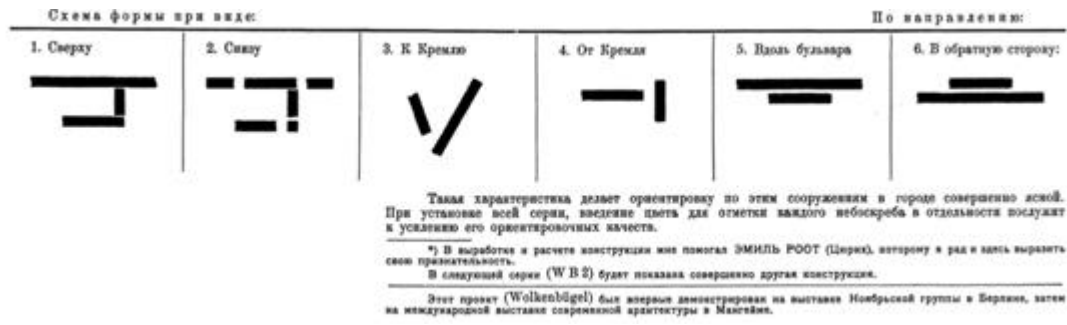 Схема формы при виде: По направлению:
1. Сверху 2. Снизу 3. К Кремлю 4. От Кремля 5. Вдоль бульвара 6. В обратную сторону:
Такая характеристика делает ориентировку по этим сооружениям в городе совершенно ясной.
При установке всей серии, введение цвета для отметки каждого небоскреба в отдельности послужит
к усилению его ориентировочных качеств.
*) В выработке и расчете конструкции мне помогал ЭМИЛЬ РООТ (Цюрих), которому я рад и здесь выразить
свою признательность.
В следующей серии (W B 2) будет показана совершенно другая конструкция.
Этот проект (Wolkenbügel) был впервые демонстрирован на выставке Ноябрьской группы в Берлине, затем
на международной выставке современной архитектуры в Мангейме.